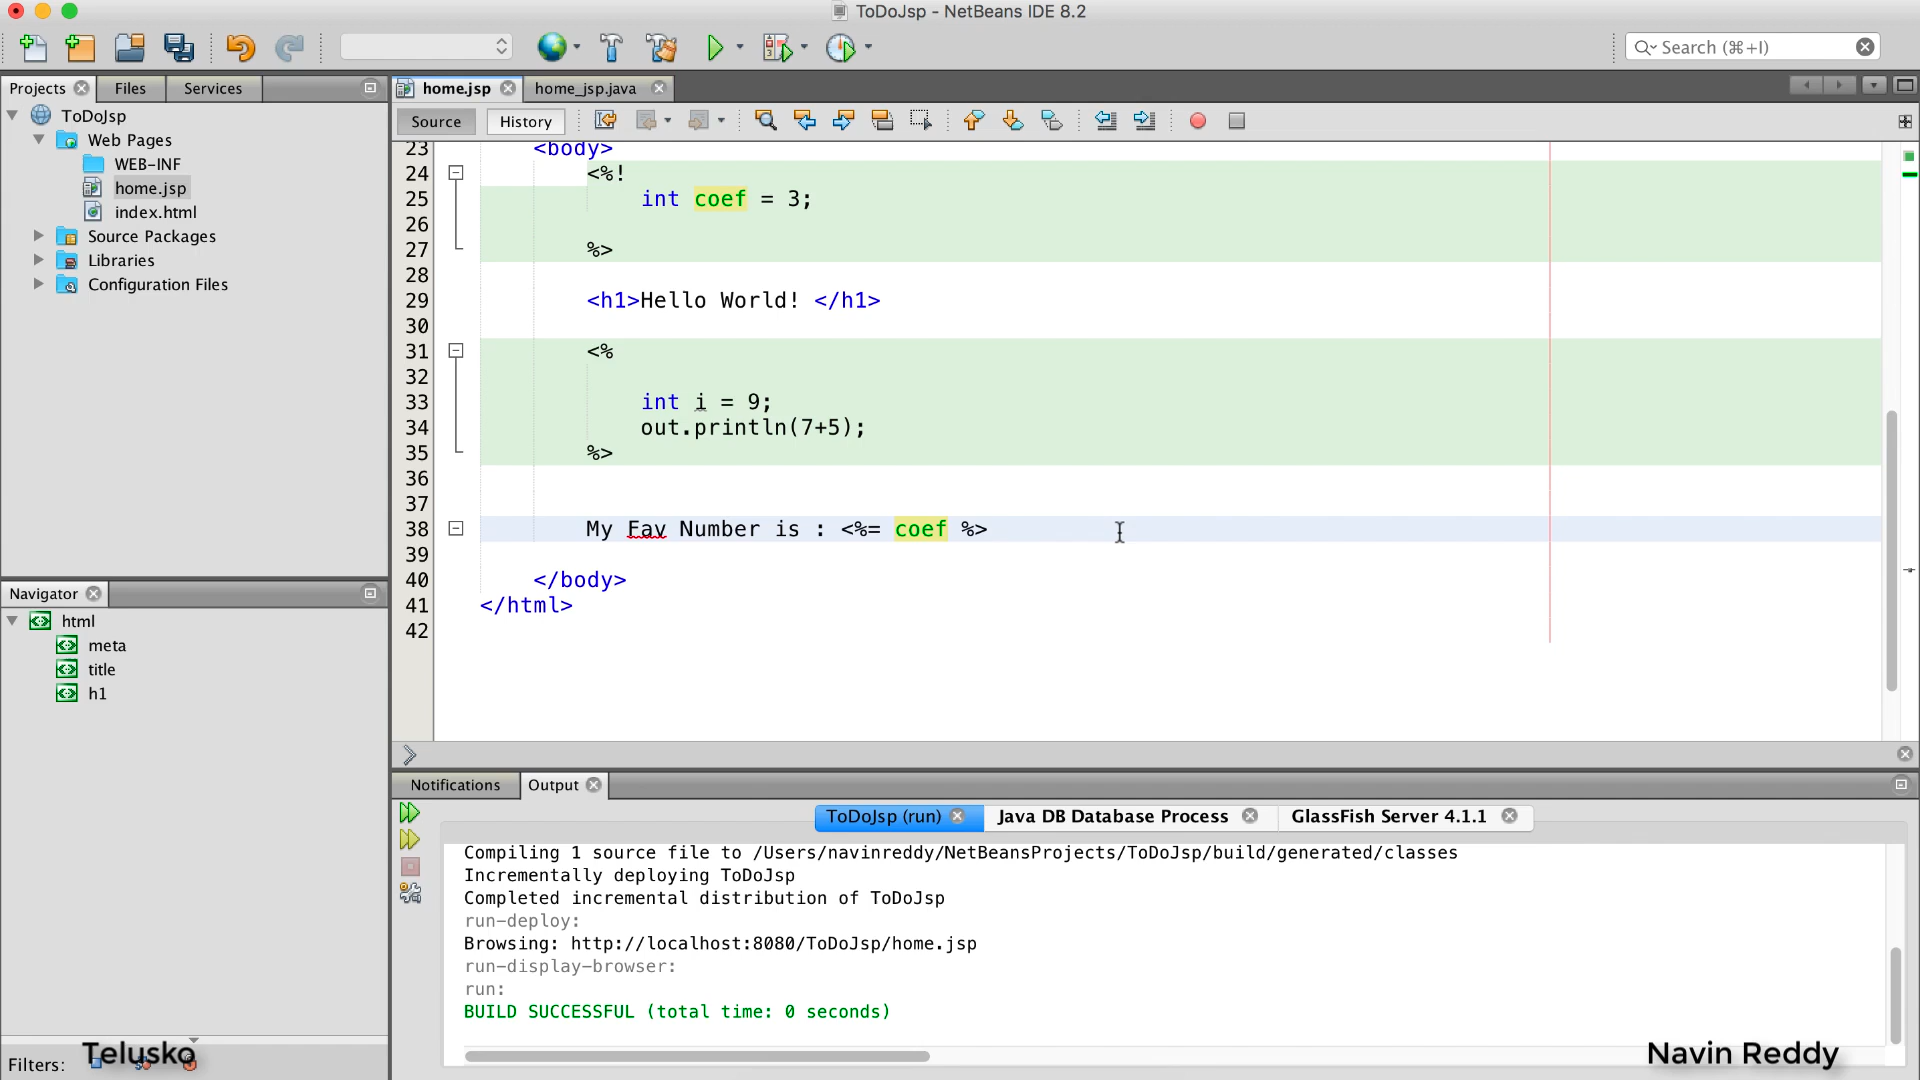 ToDoJsp - NetBeans IDE 8.2
Search (⌘+I)
Projects Files Services
home.jsp home_jsp.java
Source History
ToDoJsp
Web Pages
WEB-INF
home.jsp
index.html
Source Packages
Libraries
Configuration Files
23 <body>
24 <%!
25 int coef = 3;
26
27 %>
28
29 <h1>Hello World! </h1>
30
31 <%
32
33 int i = 9;
34 out.println(7+5);
35 %>
36
37
38 My Fav Number is : <%= coef %>
39
40 </body>
41 </html>
42
Navigator
html
meta
title
h1
Filters:
Telusko
Notifications Output
ToDoJsp (run) Java DB Database Process GlassFish Server 4.1.1
Compiling 1 source file to /Users/navinreddy/NetBeansProjects/ToDoJsp/build/generated/classes
Incrementally deploying ToDoJsp
Completed incremental distribution of ToDoJsp
run-deploy:
Browsing: http://localhost:8080/ToDoJsp/home.jsp
run-display-browser:
run:
BUILD SUCCESSFUL (total time: 0 seconds)
Navin Reddy